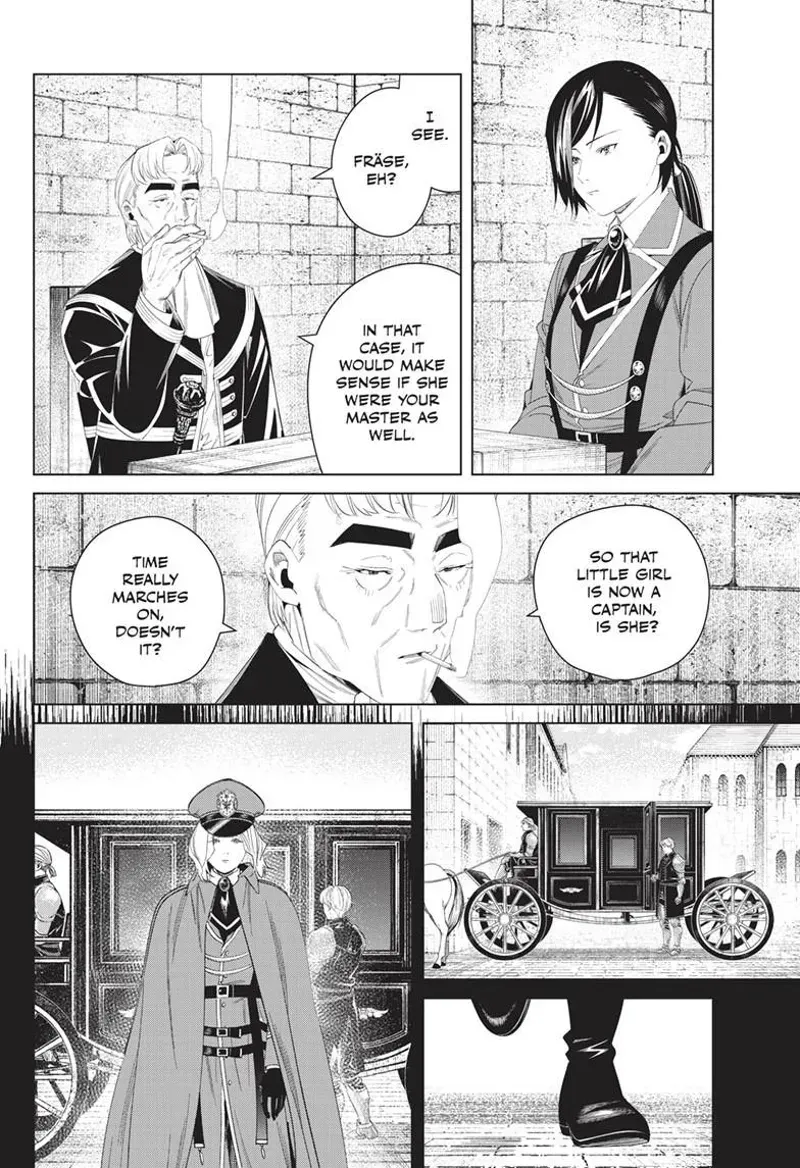 I
SEE.
FRÄSE,
EH?
IN THAT
CASE, IT
WOULD MAKE
SENSE IF SHE
WERE YOUR
MASTER AS
WELL.
SO THAT
LITTLE GIRL
IS NOW A
CAPTAIN,
IS SHE?
TIME
REALLY
MARCHES
ON,
DOESN'T
IT?